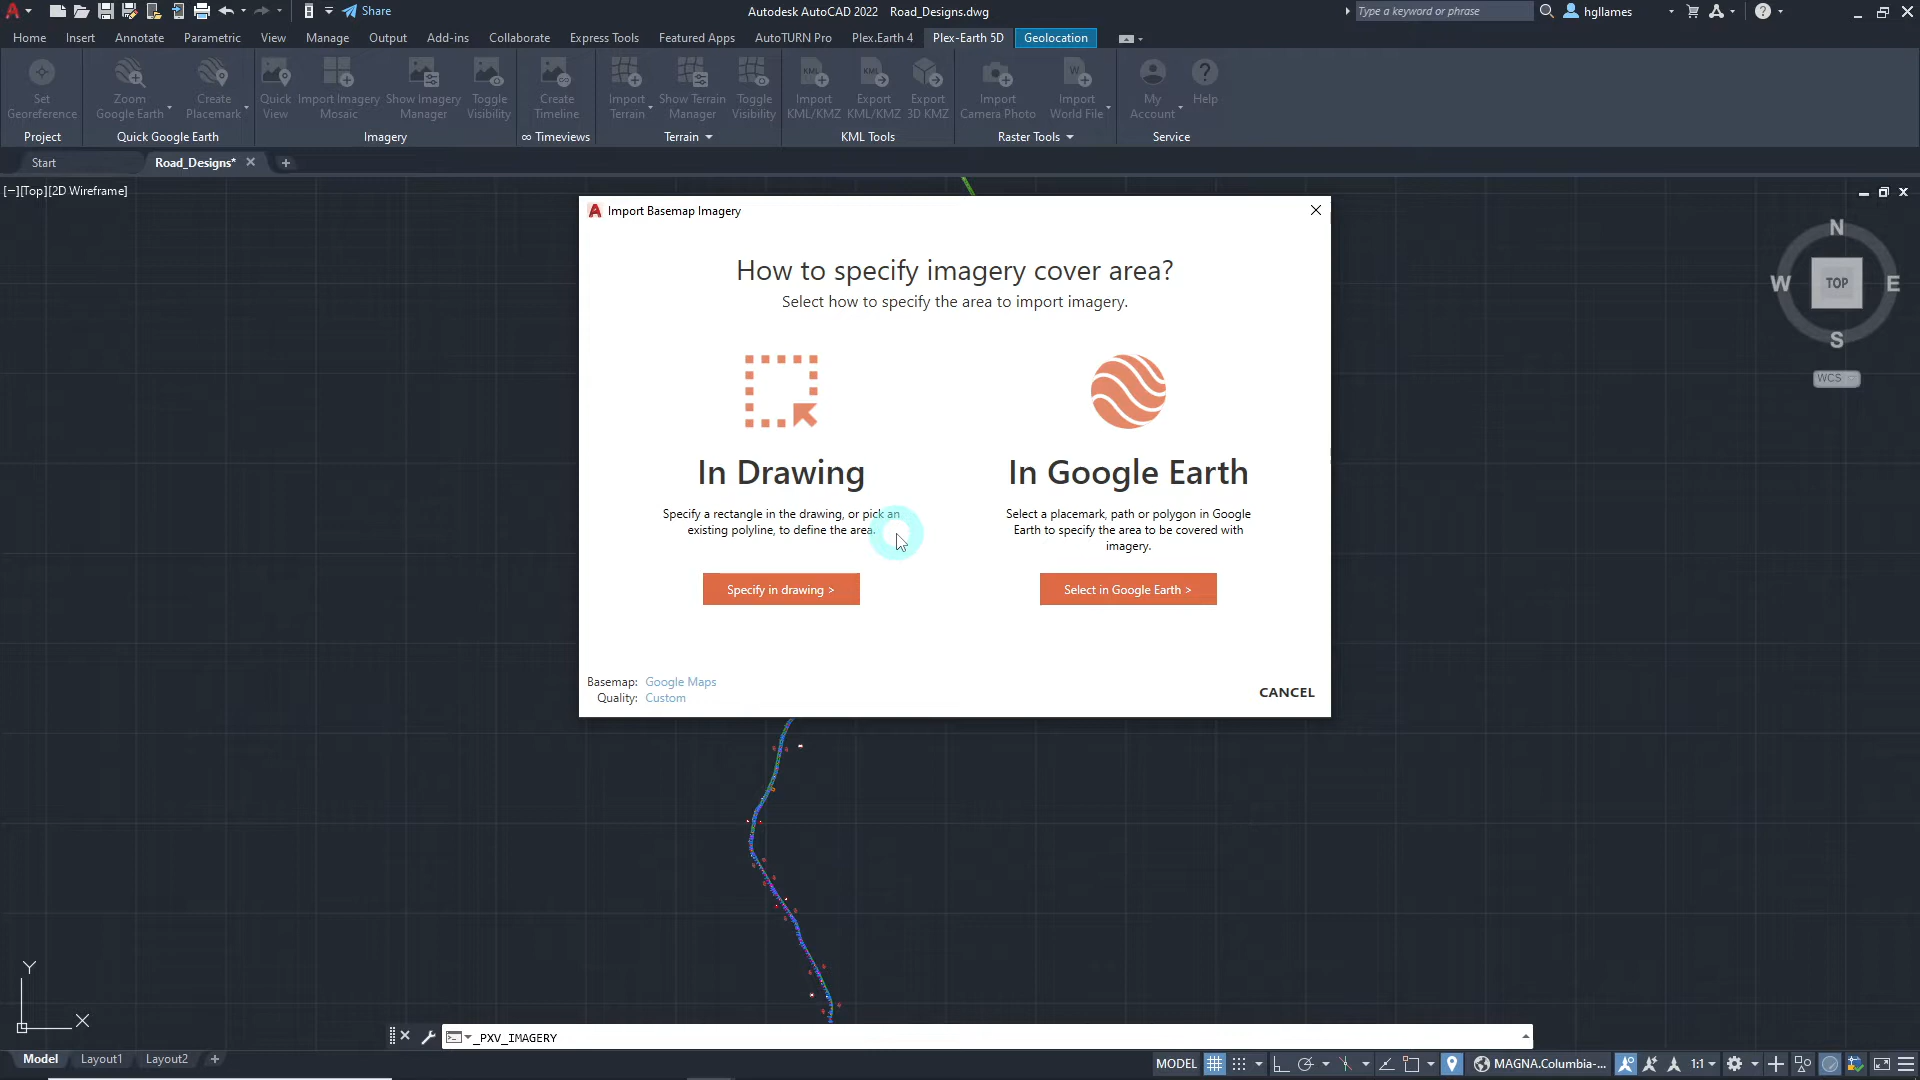 Autodesk AutoCAD 2022 Road_Designs.dwg
Share
Type a keyword or phrase
hgllames
Home Insert Annotate Parametric View Manage Output Add-ins Collaborate Express Tools Featured Apps AutoTURN Pro Plex.Earth 4 Plex-Earth 5D Geolocation
Set Georeference
Zoom Google Earth
Create Placemark
Quick View
Import Imagery Mosaic
Show Imagery Manager
Toggle Visibility
Create Timeline
Import Terrain
Show Terrain Manager
Toggle Visibility
Import KML/KMZ
Export KML/KMZ
Export 3D KMZ
Import Camera Photo
Import World File
My Account
Help
Project Quick Google Earth Imagery ∞ Timeviews Terrain KML Tools Raster Tools Service
Start Road_Designs*
[−][Top][2D Wireframe]
N
W TOP E
S
WCS
Import Basemap Imagery
How to specify imagery cover area?
Select how to specify the area to import imagery.
In Drawing
Specify a rectangle in the drawing, or pick an
existing polyline, to define the area.
Specify in drawing >
In Google Earth
Select a placemark, path or polygon in Google
Earth to specify the area to be covered with
imagery.
Select in Google Earth >
Basemap: Google Maps
Quality: Custom
CANCEL
Y
X
_PXV_IMAGERY
Model Layout1 Layout2
MODEL
MAGNA.Columbia-...
1:1